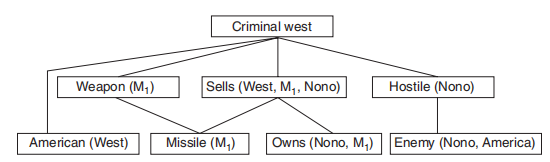 Criminal west
Weapon (M₁)
Sells (West, M₁, Nono)
Hostile (Nono)
American (West)
Missile (M₁)
Owns (Nono, M₁)
Enemy (Nono, America)